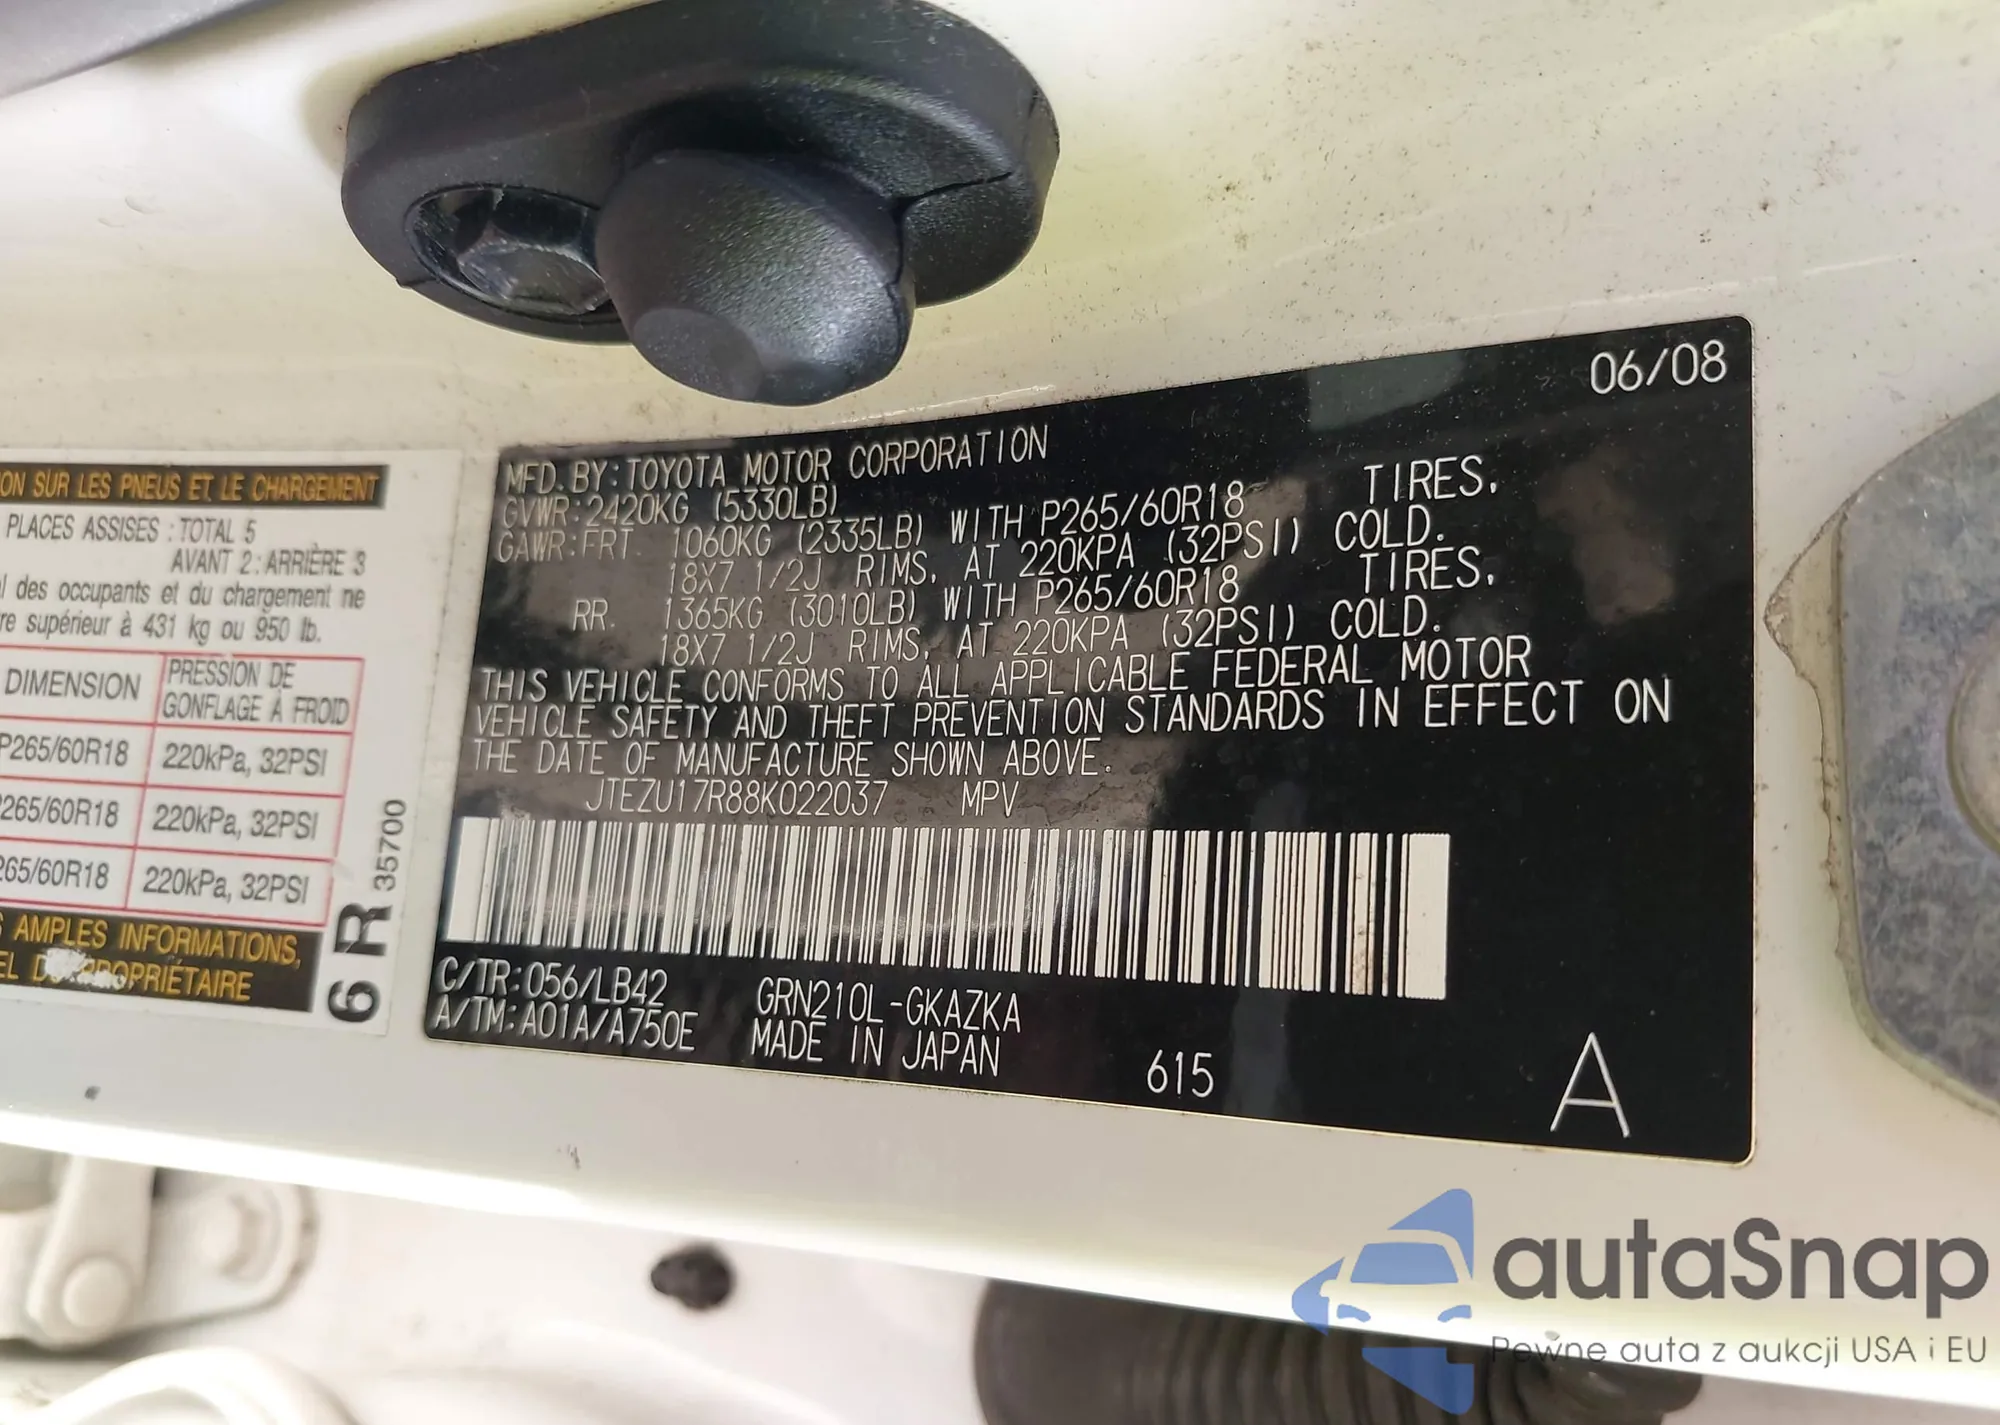 ON SUR LES PNEUS ET LE CHARGEMENT
PLACES ASSISES : TOTAL 5
AVANT 2 : ARRIÈRE 3
des occupants et du chargement ne
supérieur à 431 kg ou 950 lb.
DIMENSION
PRESSION DE
GONFLAGE À FROID
P265/60R18 220kPa, 32PSI
265/60R18 220kPa, 32PSI
265/60R18 220kPa, 32PSI
AMPLES INFORMATIONS,
PROPRIÉTAIRE
6R
35700
06/08
MFD. BY: TOYOTA MOTOR CORPORATION
GVWR: 2420KG (5330LB)
GAWR: FRT. 1060KG (2335LB) WITH P265/60R18 TIRES,
18X7 1/2J RIMS, AT 220KPA (32PSI) COLD.
RR. 1365KG (3010LB) WITH P265/60R18 TIRES,
18X7 1/2J RIMS, AT 220KPA (32PSI) COLD.
THIS VEHICLE CONFORMS TO ALL APPLICABLE FEDERAL MOTOR
VEHICLE SAFETY AND THEFT PREVENTION STANDARDS IN EFFECT ON
THE DATE OF MANUFACTURE SHOWN ABOVE.
JTEZU17R88K022037 MPV
C/TR: 056/LB42 GRN210L-GKAZKA
A/TM: A01A/A750E MADE IN JAPAN
615
A
autaSnap
Pewne auta z aukcji USA i EU